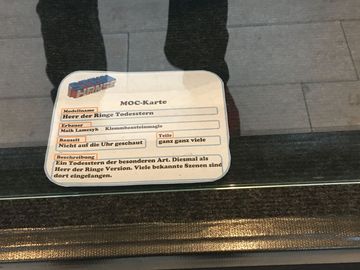 MOC-Karte
Modellname
Herr der Ringe Todesstern
Erbauer
Maik Lamczyk Klemmbausteinmagie
Bauzeit Teile
Nicht auf die Uhr geschaut ganz ganz viele
Beschreibung
Ein Todesstern der besonderen Art. Diesmal als
Herr der Ringe Version. Viele bekannte Szenen sind
dort eingefangen.